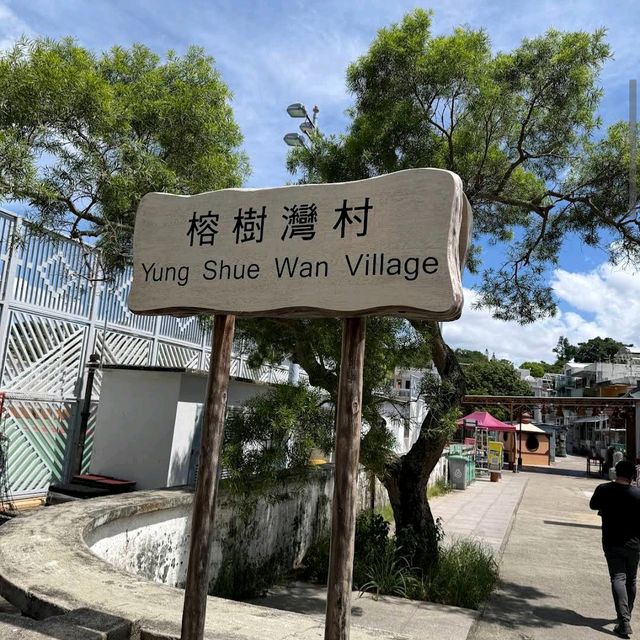 榕樹灣村
Yung Shue Wan Village